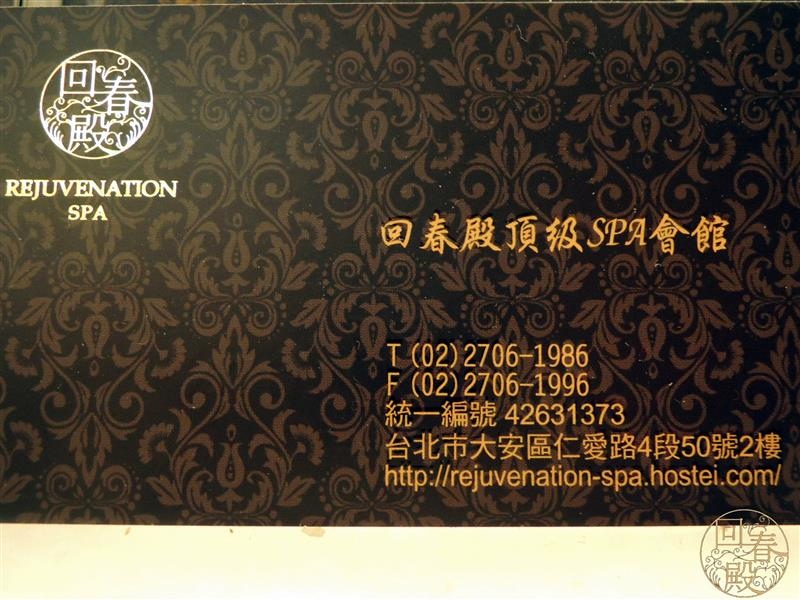 回春殿
REJUVENATION
SPA
回春殿頂級SPA會館
T (02)2706-1986
F (02)2706-1996
統一編號 42631373
台北市大安區仁愛路4段50號2樓
http://rejuvenation-spa.hostei.com/
回春殿